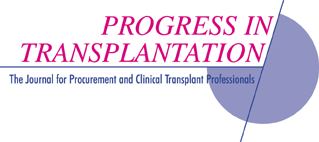 PROGRESS IN
TRANSPLANTATION
The Journal for Procurement and Clinical Transplant Professionals